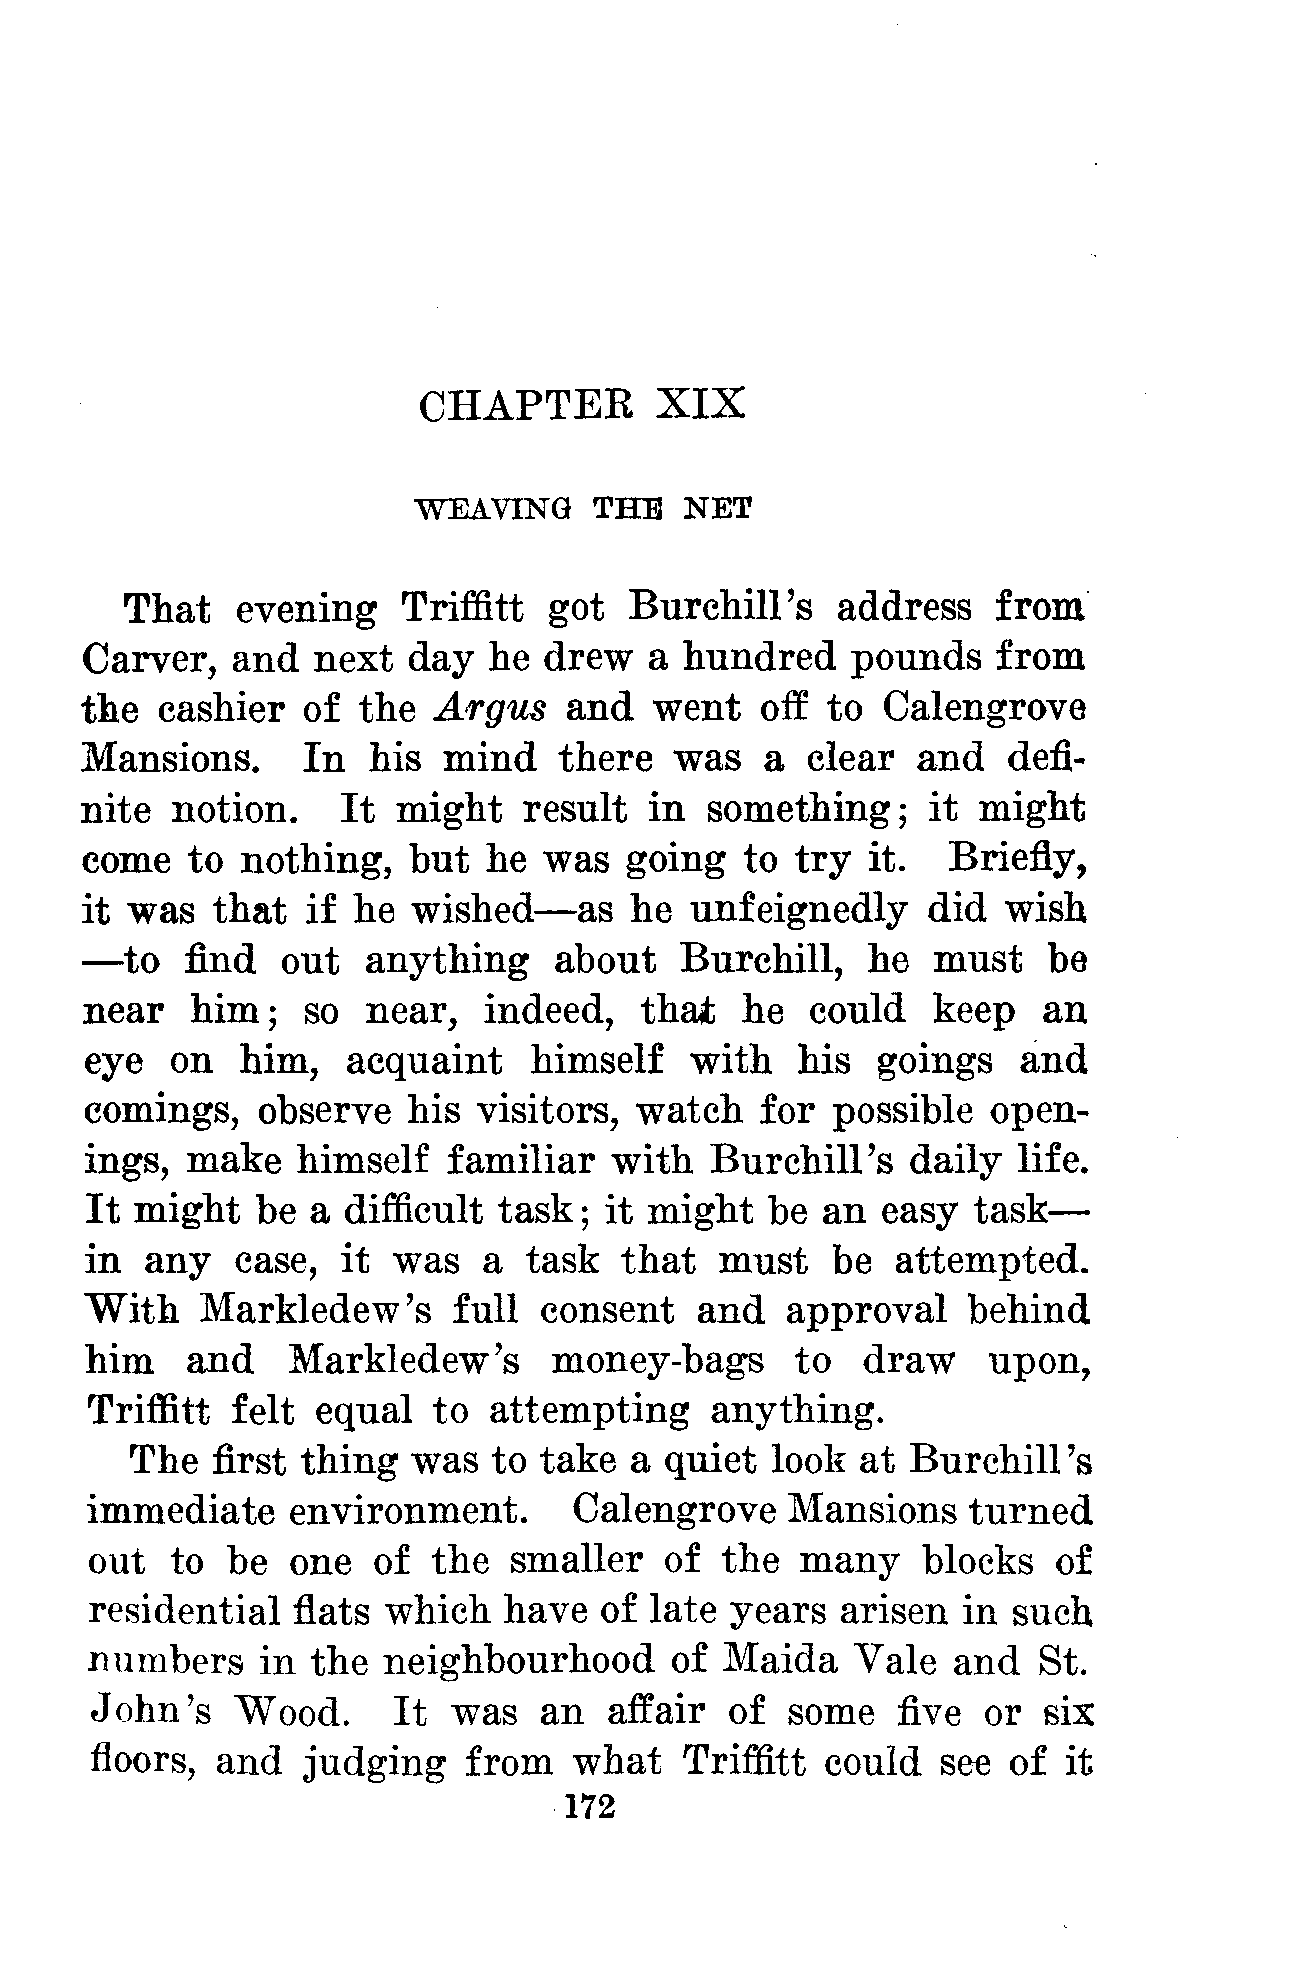 CHAPTER XIX
WEAVING THE NET
That evening Triffitt got Burchill's address from
Carver, and next day he drew a hundred pounds from
the cashier of the Argus and went off to Calengrove
Mansions. In his mind there was a clear and defi-
nite notion. It might result in something; it might
come to nothing, but he was going to try it. Briefly,
it was that if he wished—as he unfeignedly did wish
—to find out anything about Burchill, he must be
near him; so near, indeed, that he could keep an
eye on him, acquaint himself with his goings and
comings, observe his visitors, watch for possible open-
ings, make himself familiar with Burchill's daily life.
It might be a difficult task; it might be an easy task—
in any case, it was a task that must be attempted.
With Markledew's full consent and approval behind
him and Markledew's money-bags to draw upon,
Triffitt felt equal to attempting anything.
The first thing was to take a quiet look at Burchill's
immediate environment. Calengrove Mansions turned
out to be one of the smaller of the many blocks of
residential flats which have of late years arisen in such
numbers in the neighbourhood of Maida Vale and St.
John's Wood. It was an affair of some five or six
floors, and judging from what Triffitt could see of it
172